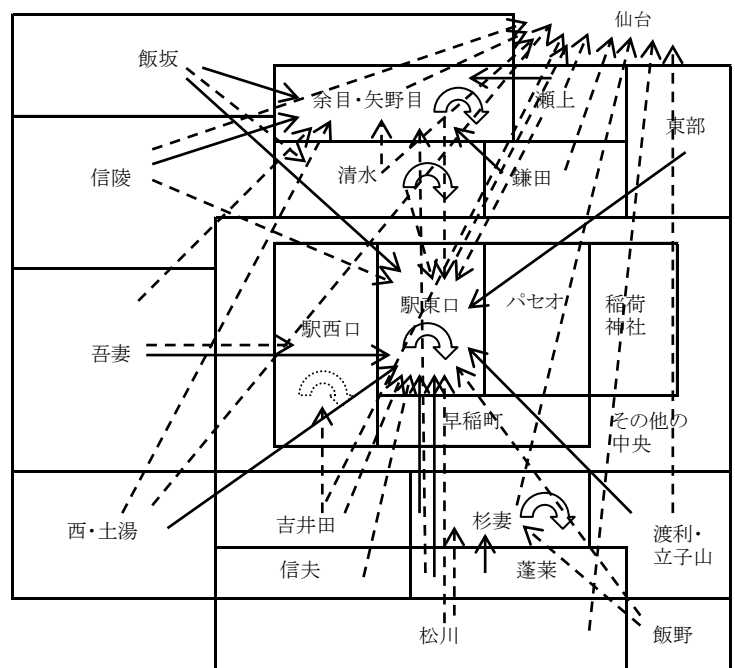 仙台
飯坂
余目・矢野目
瀬上
東部
信陵
清水
鎌田
駅東口
パセオ
稲荷
神社
駅西口
吾妻
早稲町
その他の
中央
西・土湯
吉井田
杉妻
渡利・
立子山
信夫
蓬莱
松川
飯野